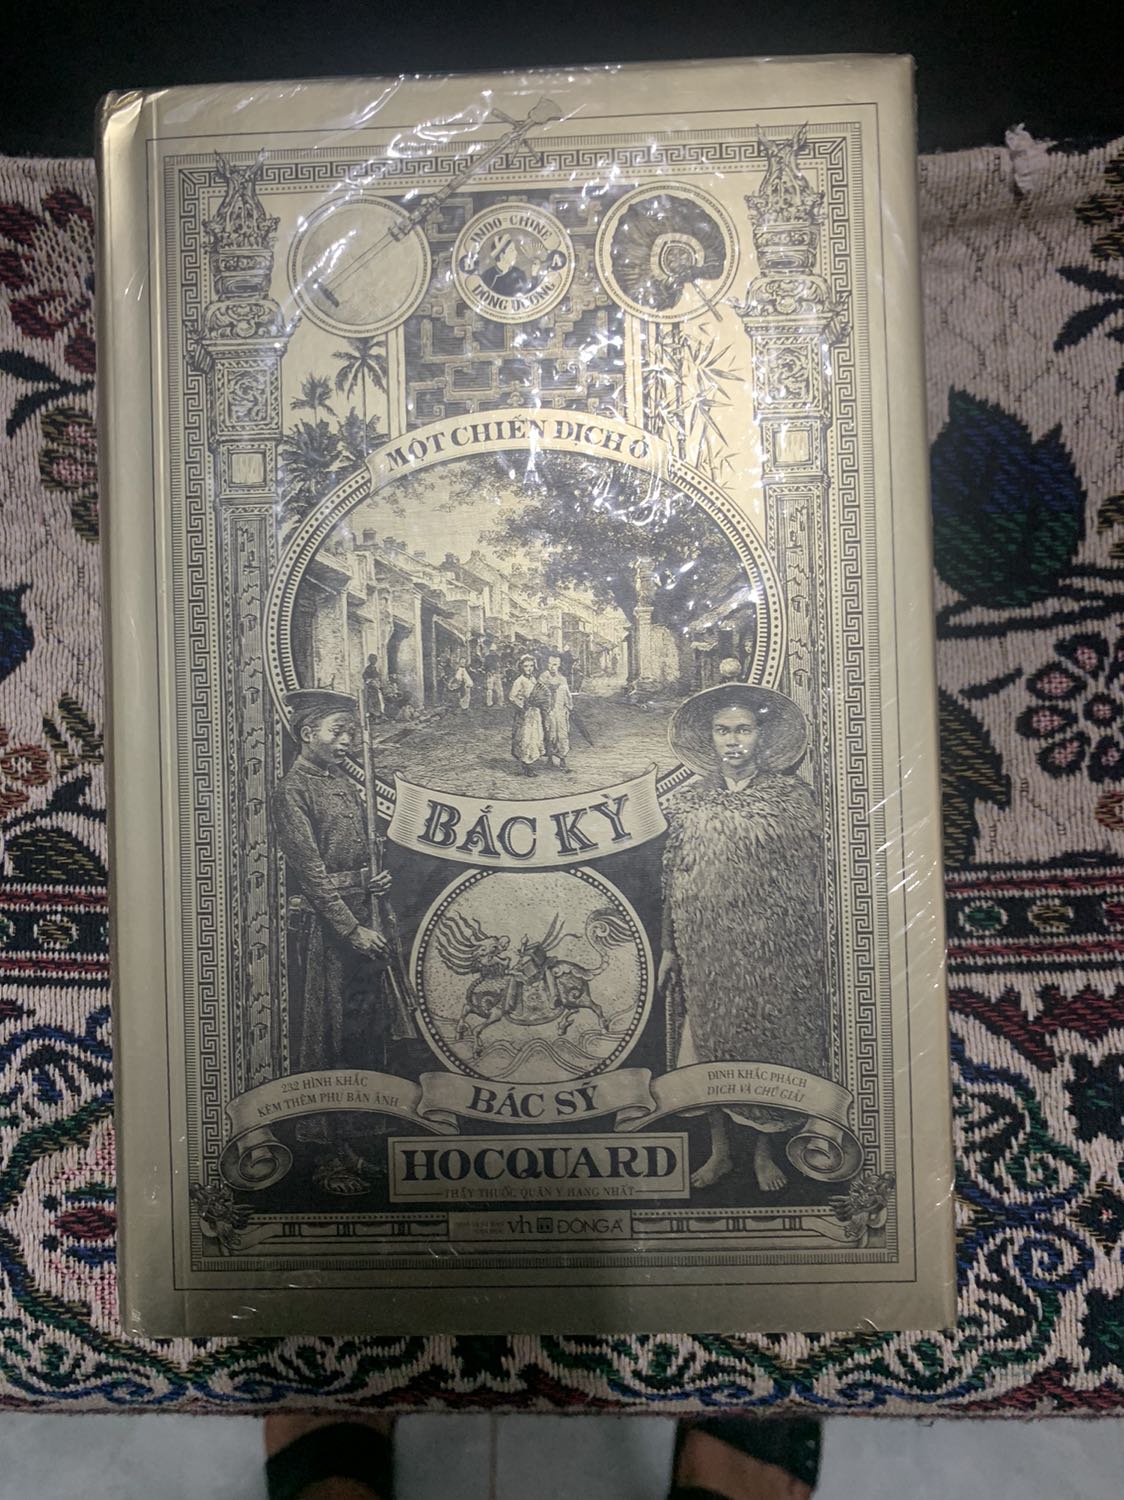 INDO-CHINE
ĐÔNG DƯƠNG
MỘT CHIẾN DỊCH Ở
BẮC KỲ
232 HÌNH KHẮC
KÈM THÊM PHỤ BẢN ẢNH
BÁC SỸ
ĐINH KHẮC PHÁCH
DỊCH VÀ CHÚ GIẢI
HOCQUARD
THẦY THUỐC QUÂN Y HẠNG NHẤT
vh ĐÔNG A